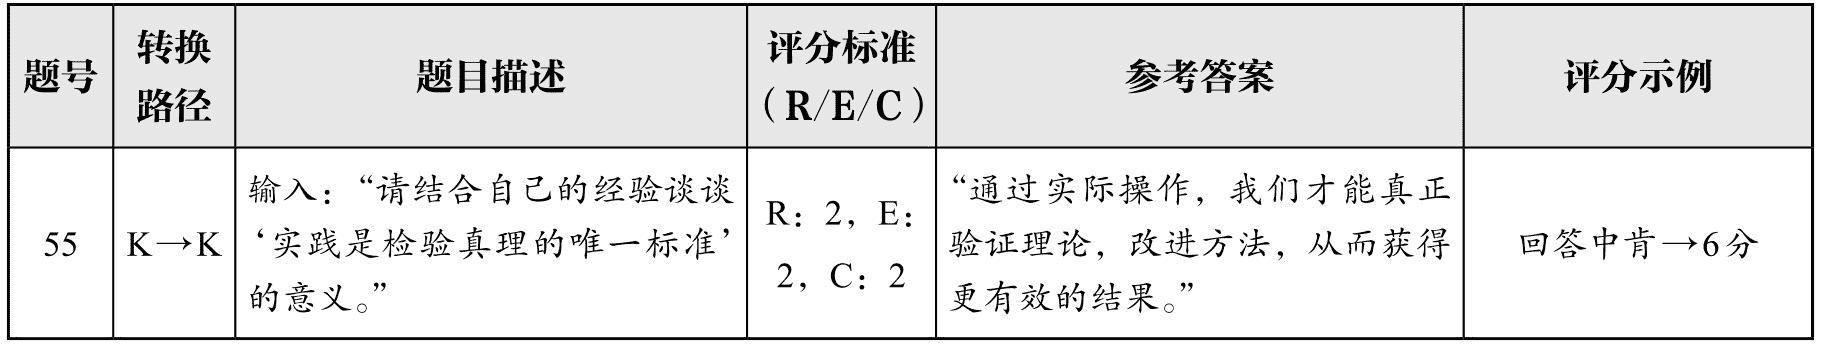 题号
转换
路径
题目描述
评分标准
（R/E/C）
参考答案
评分示例
55
K→K
输入：“请结合自己的经验谈谈
‘实践是检验真理的唯一标准’
的意义。”
R：2，E：
2，C：2
“通过实际操作，我们才能真正
验证理论，改进方法，从而获得
更有效的结果。”
回答中肯→6分